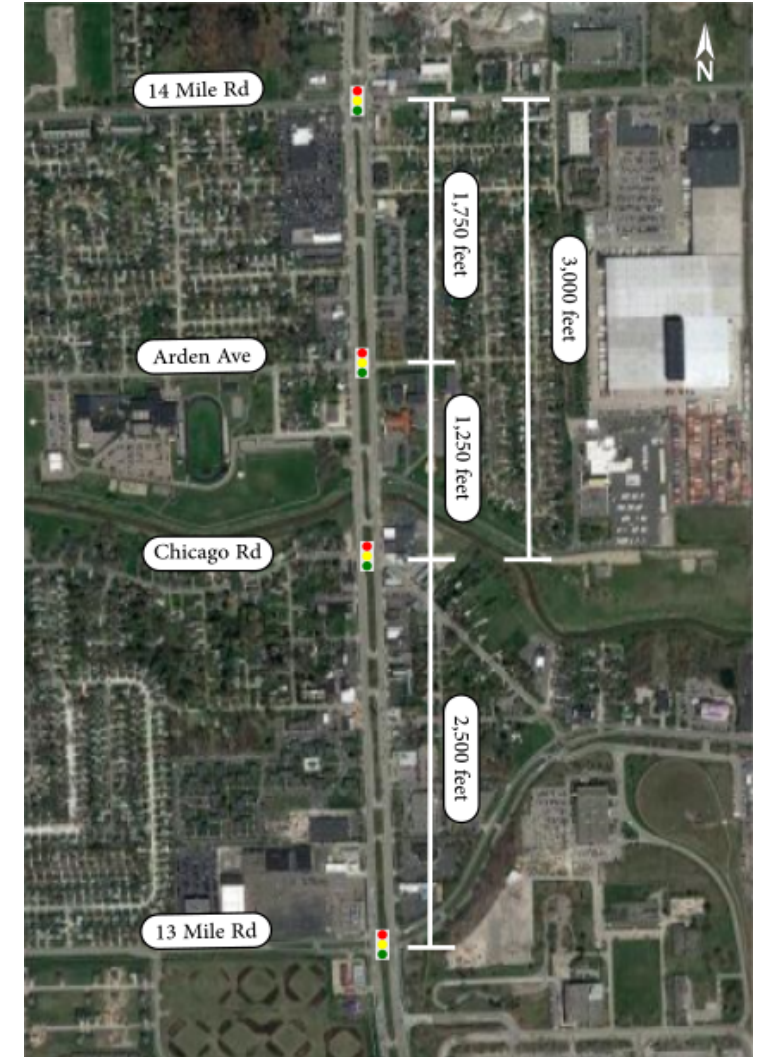 N
14 Mile Rd
1,750 feet
3,000 feet
Arden Ave
1,250 feet
Chicago Rd
2,500 feet
13 Mile Rd